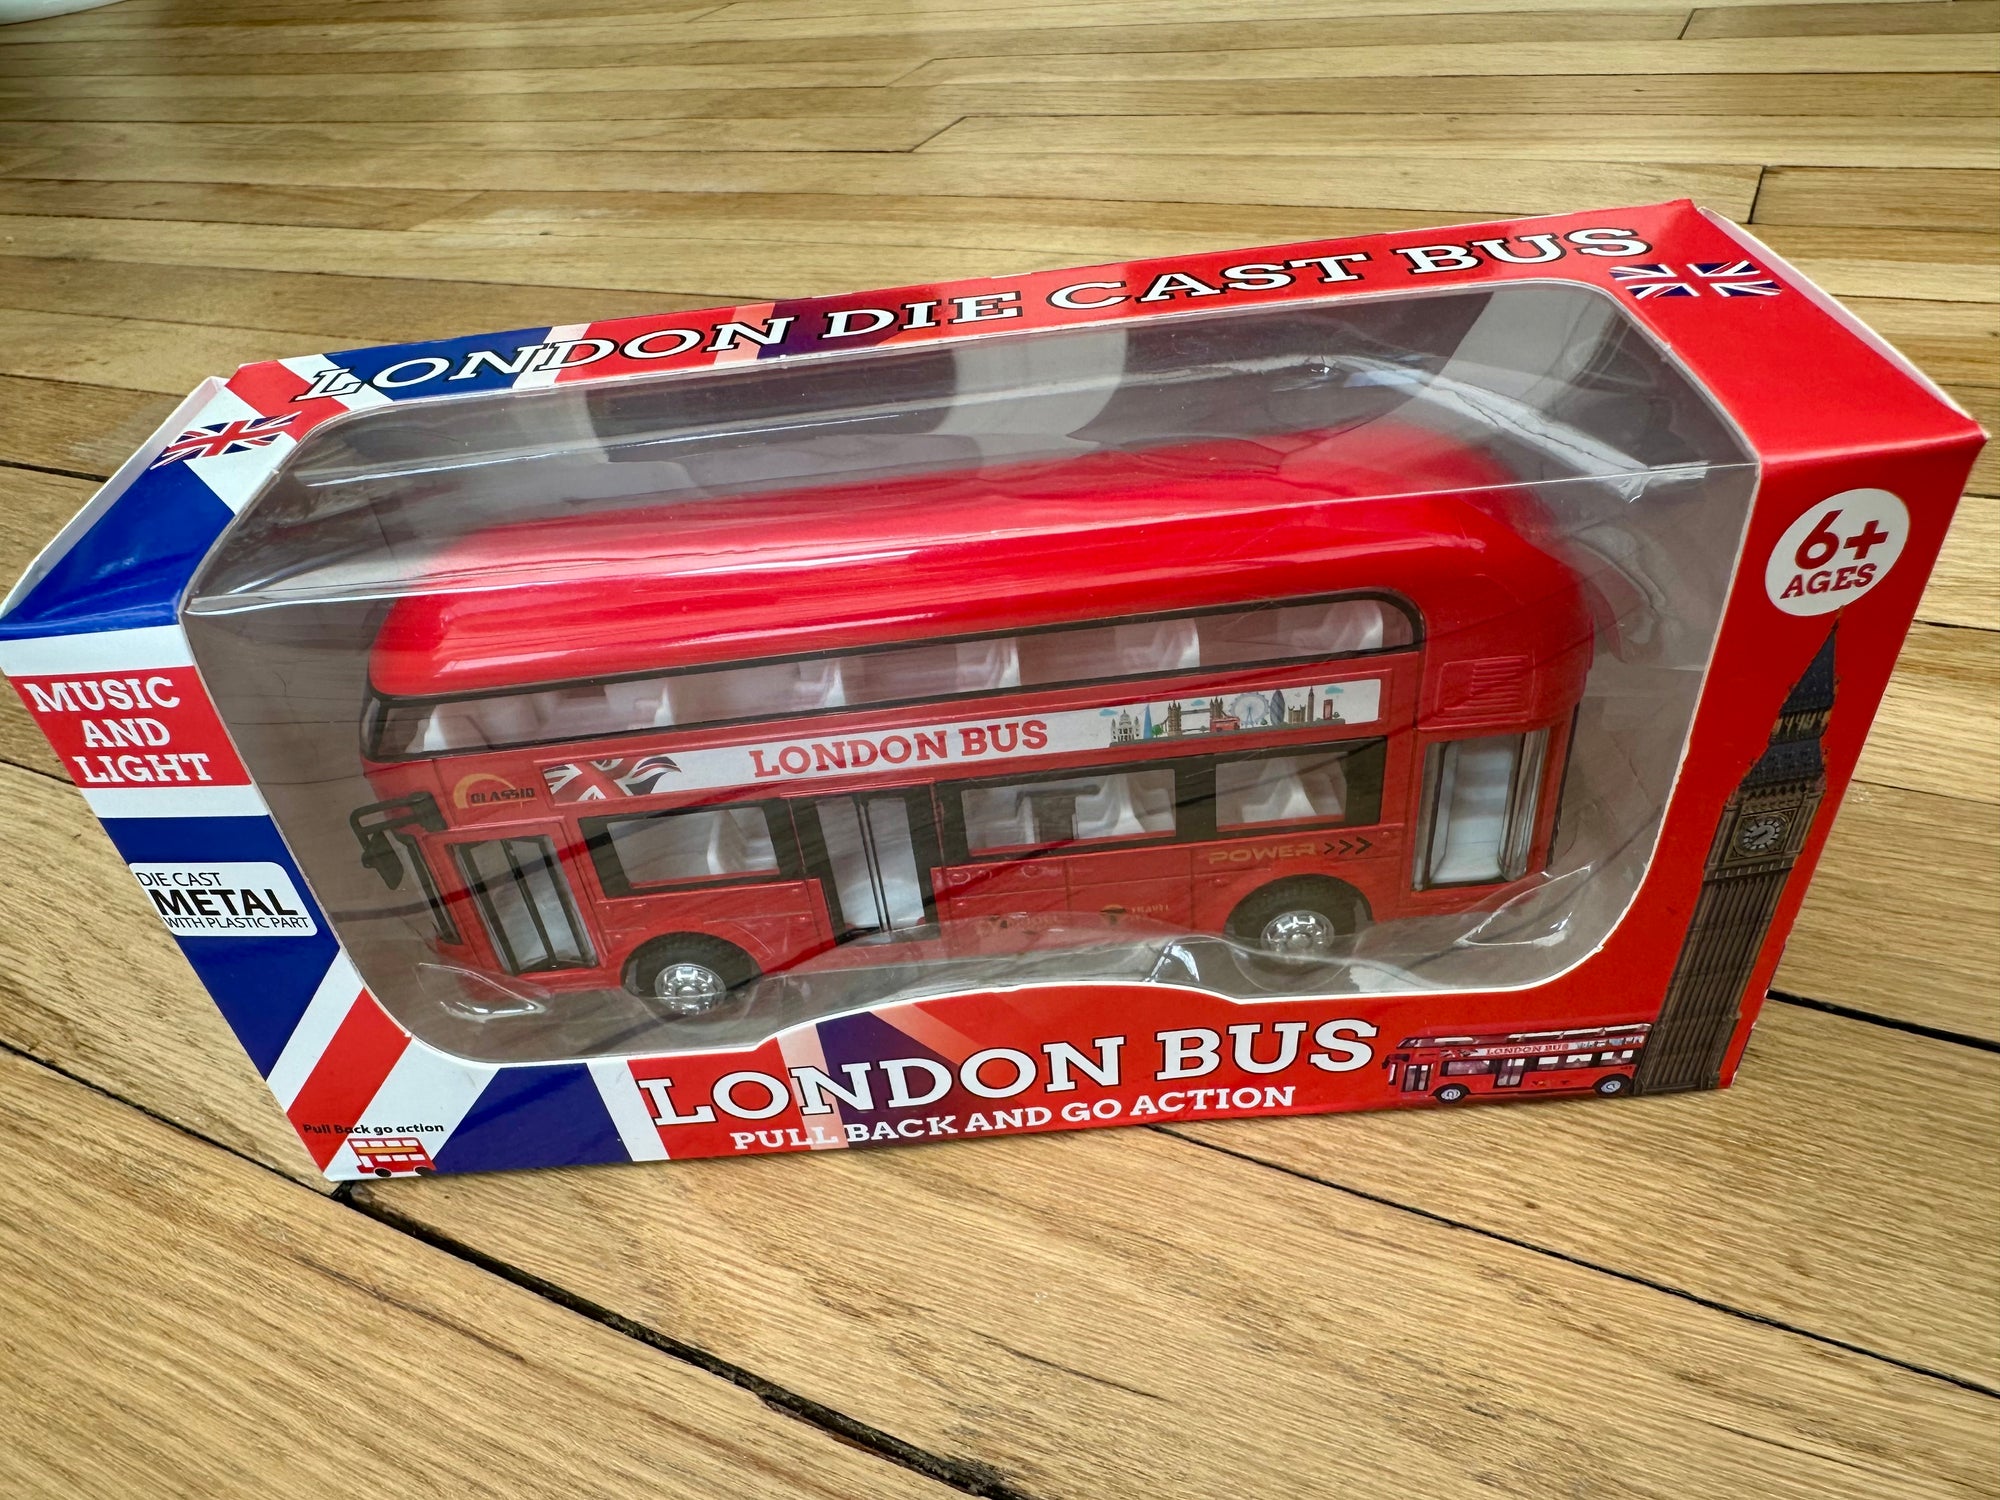 LONDON DIE CAST BUS
6+
AGES
MUSIC
AND
LIGHT
LONDON BUS
CLASSIC
POWER>>>
TRAVEL
DIE CAST
METAL
WITH PLASTIC PART
LONDON BUS
PULL BACK AND GO ACTION
LONDON BUS
Pull Back go action